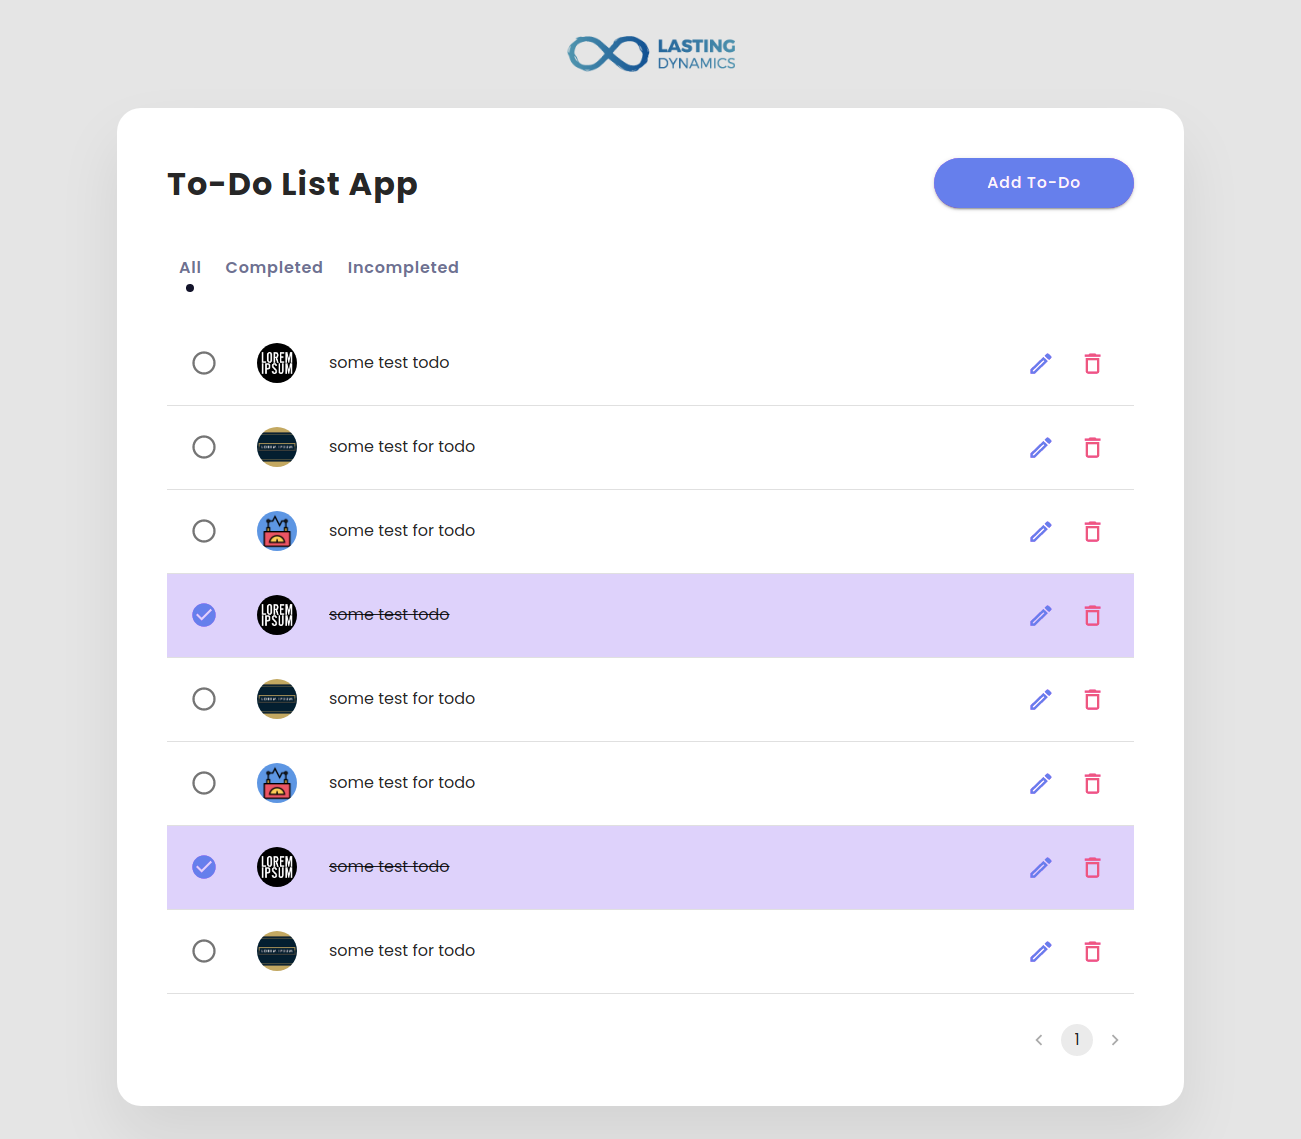 LASTING
DYNAMICS
To-Do List App
Add To-Do
All Completed Incompleted
LOREM
IPSUM
some test todo
some test for todo
some test for todo
LOREM
IPSUM
some test todo
some test for todo
some test for todo
LOREM
IPSUM
some test todo
some test for todo
1